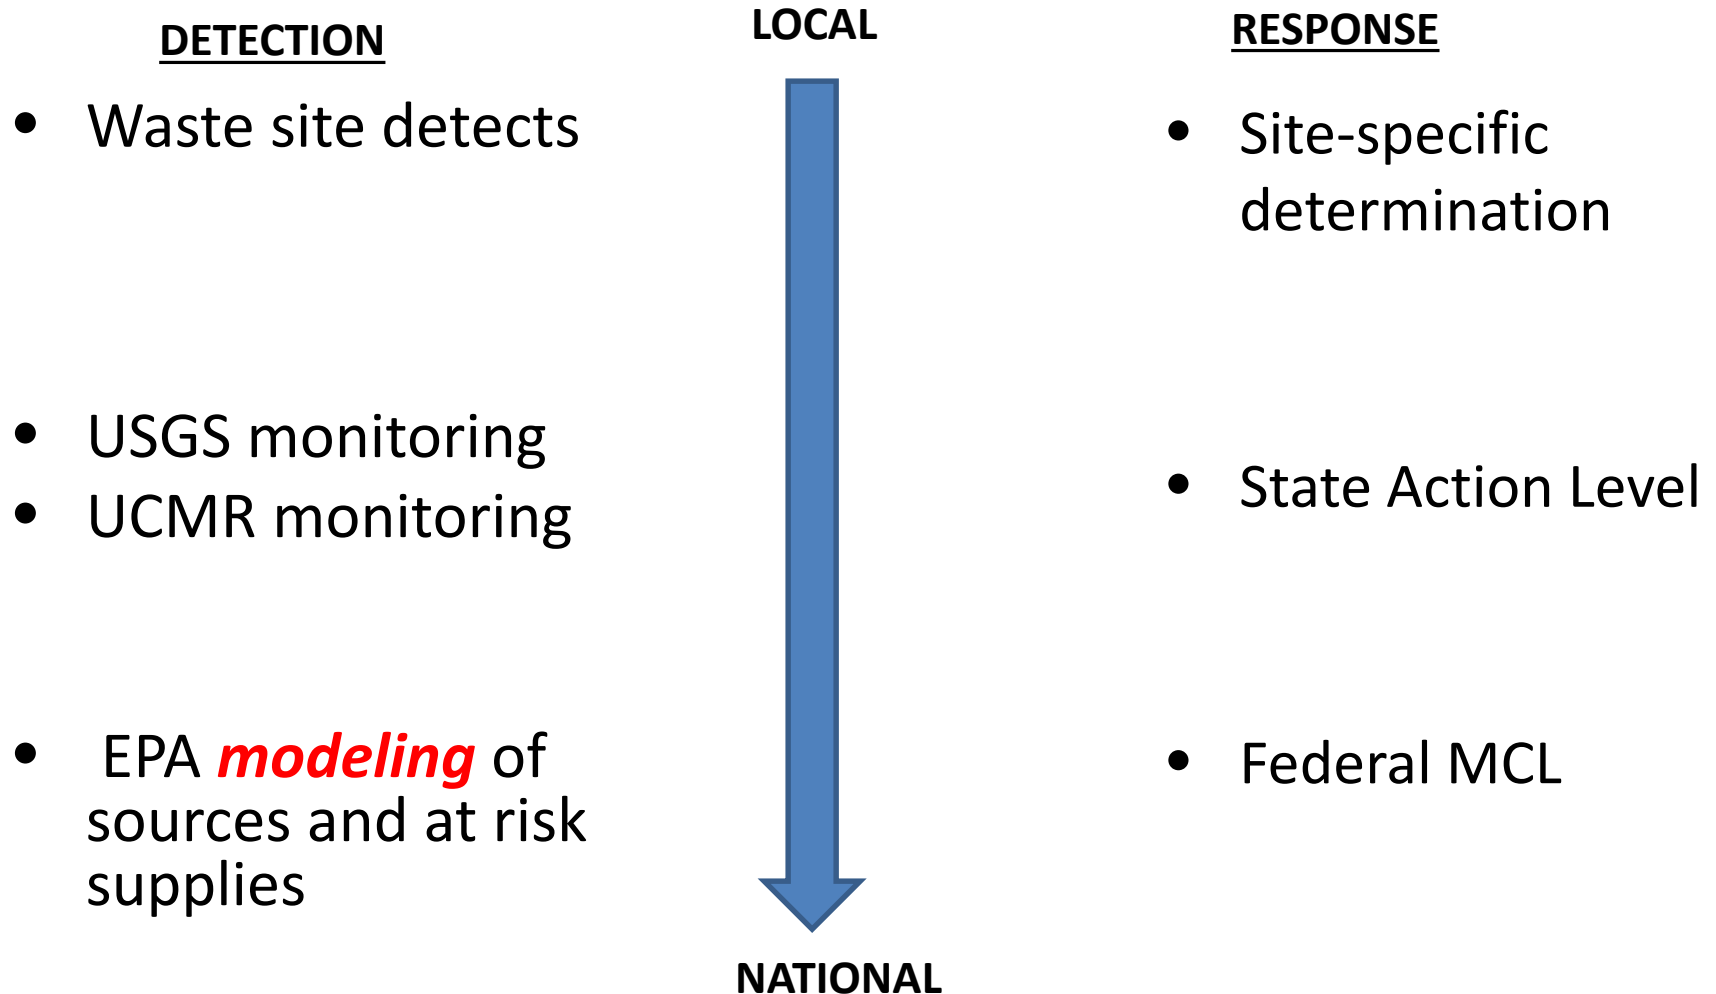 DETECTION
• Waste site detects
• USGS monitoring
• UCMR monitoring
• EPA modeling of
sources and at risk
supplies
LOCAL
NATIONAL
RESPONSE
• Site-specific
determination
• State Action Level
• Federal MCL